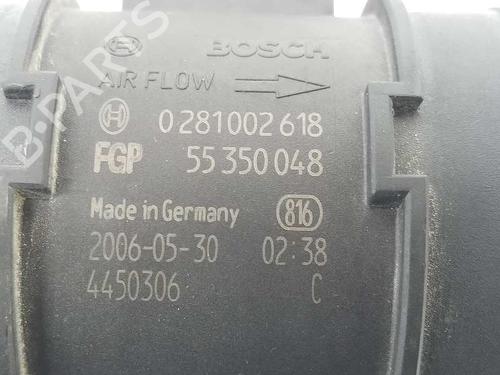 BOSCH
AIR FLOW
0 281 002 618
FGP 55 350 048
Made in Germany 816
2006-05-30 02:38
4450306 C
B-PARTS